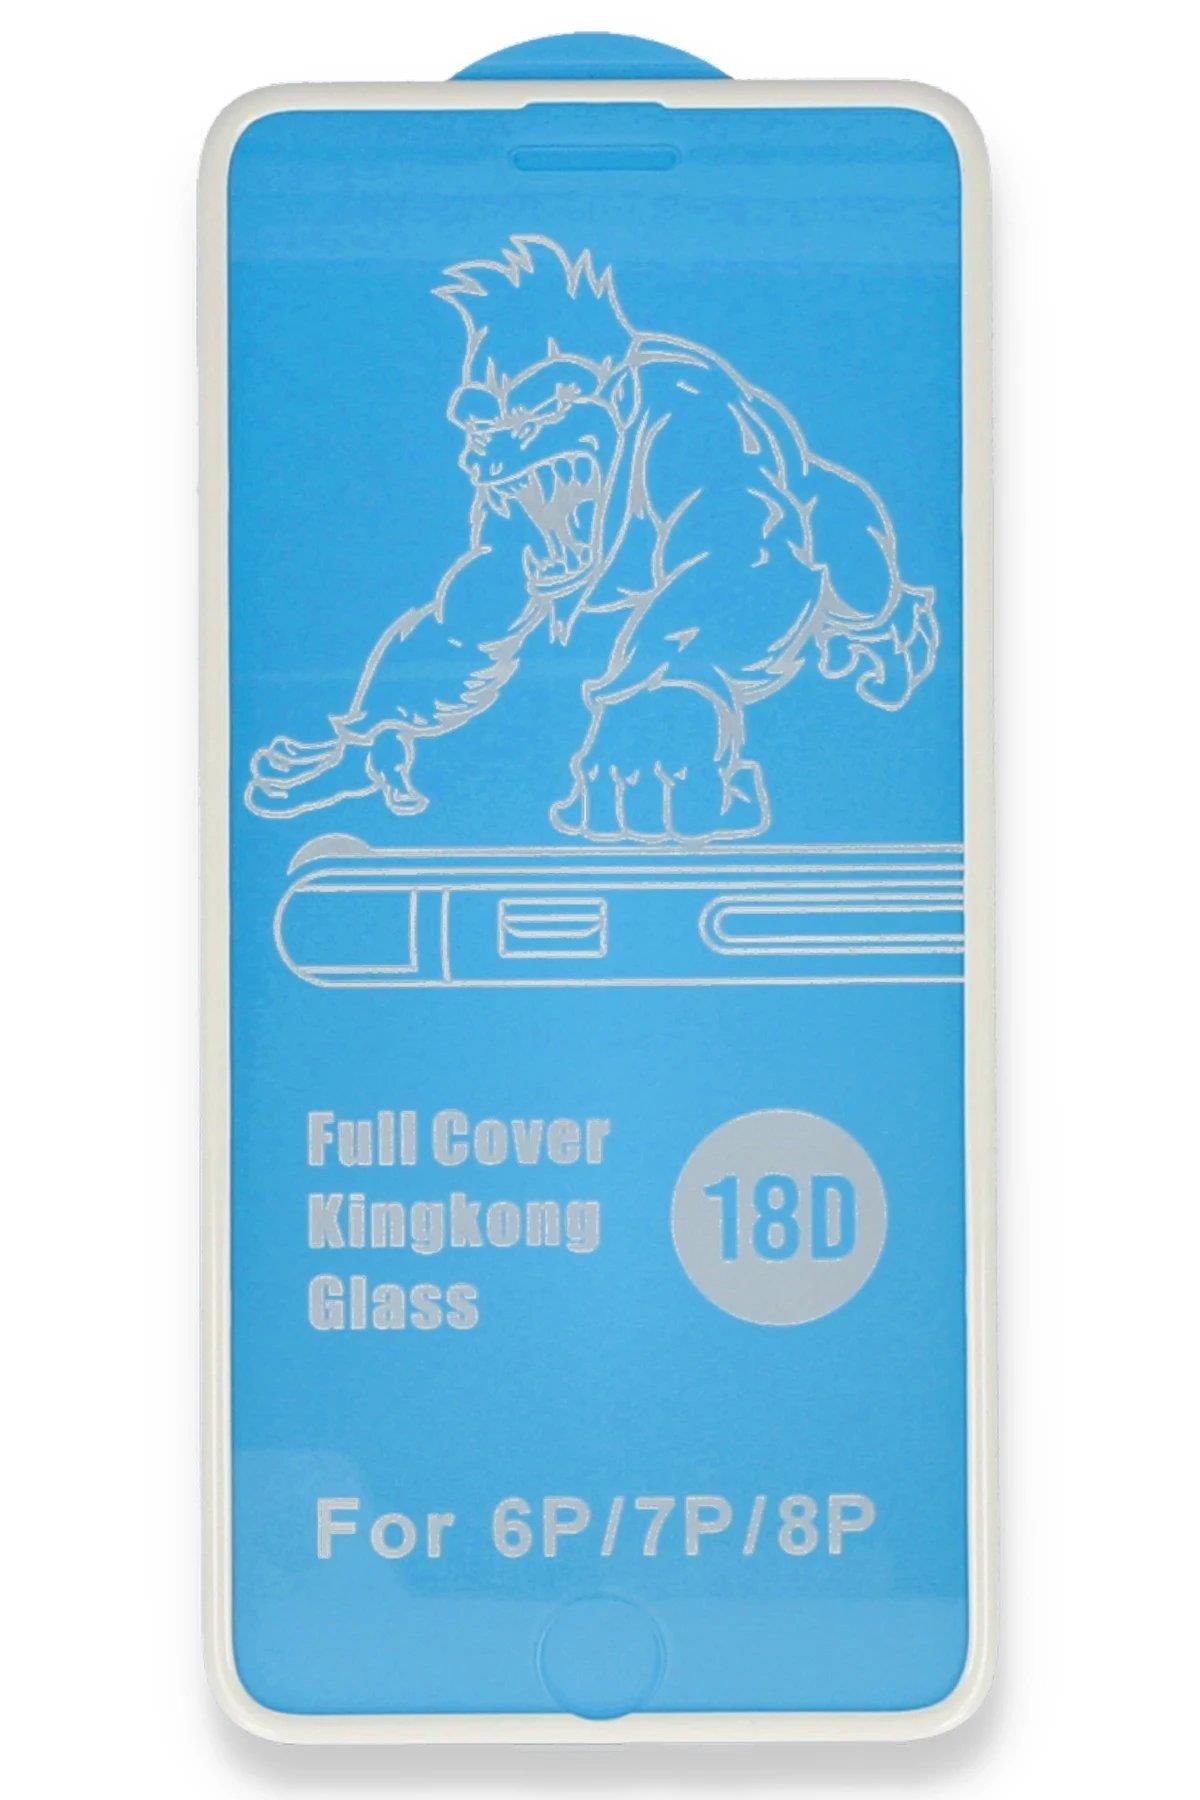 Full Cover
Kingkong
Glass
18D
For 6P/7P/8P